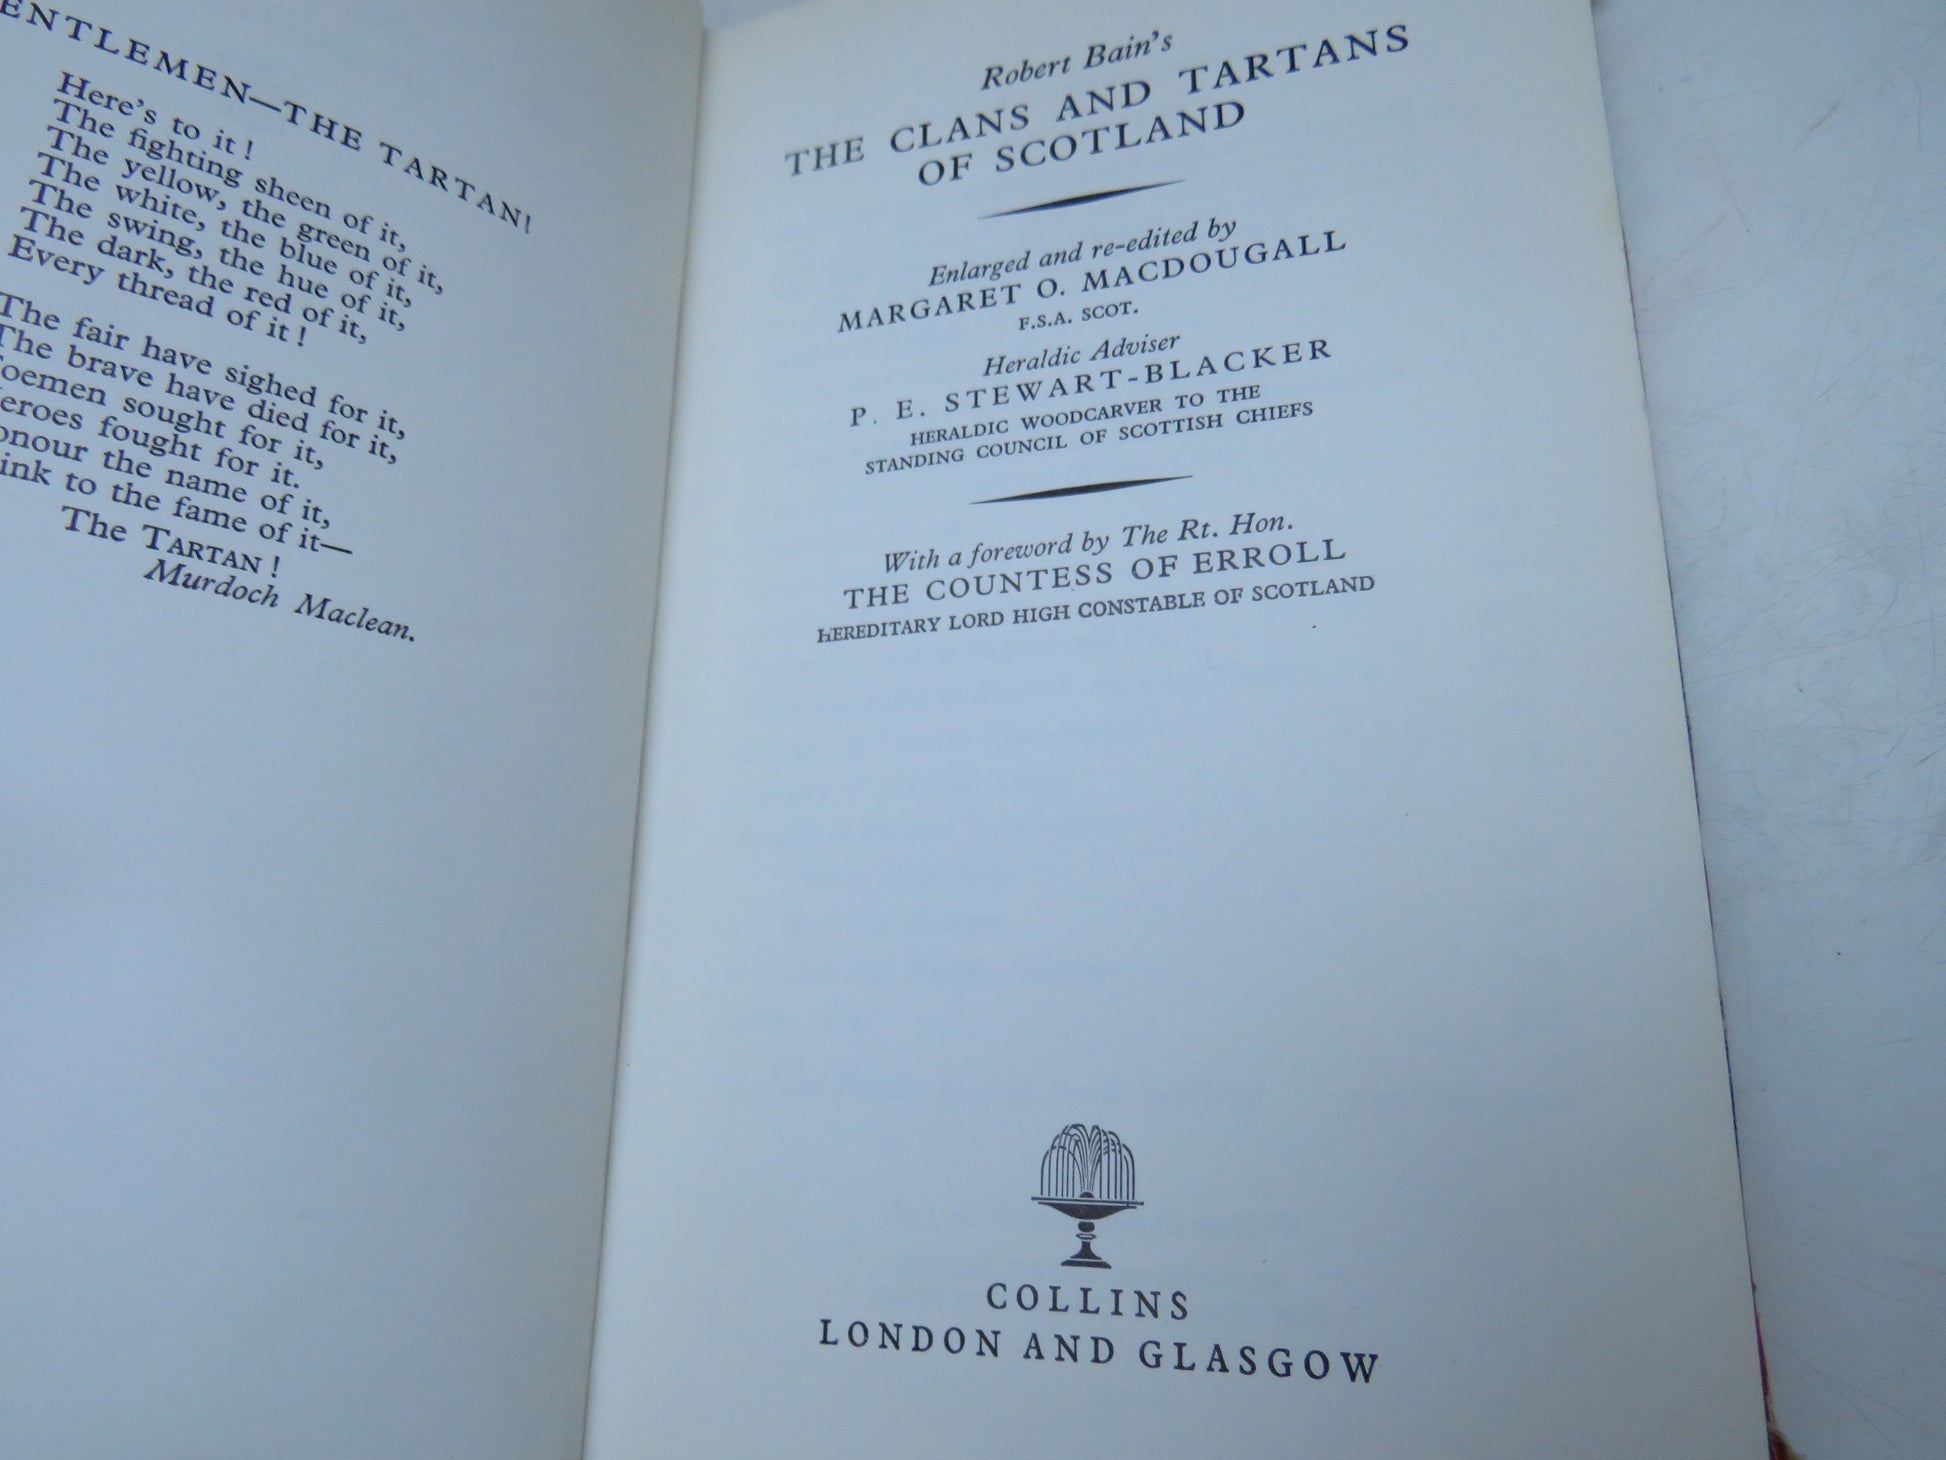 ENTLEMEN—THE TARTAN!
Here's to it!
The fighting sheen of it,
The yellow, the green of it,
The white, the blue of it,
The swing, the hue of it,
The dark, the red of it,
Every thread of it!
The fair have sighed for it,
The brave have died for it,
oemen sought for it,
eroes fought for it.
onour the name of it,
ink to the fame of it—
The TARTAN!
Murdoch Maclean.
Robert Bain's
THE CLANS AND TARTANS
OF SCOTLAND
Enlarged and re-edited by
MARGARET O. MACDOUGALL
F.S.A. SCOT.
Heraldic Adviser
P. E. STEWART-BLACKER
HERALDIC WOODCARVER TO THE
STANDING COUNCIL OF SCOTTISH CHIEFS
With a foreword by The Rt. Hon.
THE COUNTESS OF ERROLL
HEREDITARY LORD HIGH CONSTABLE OF SCOTLAND
COLLINS
LONDON AND GLASGOW